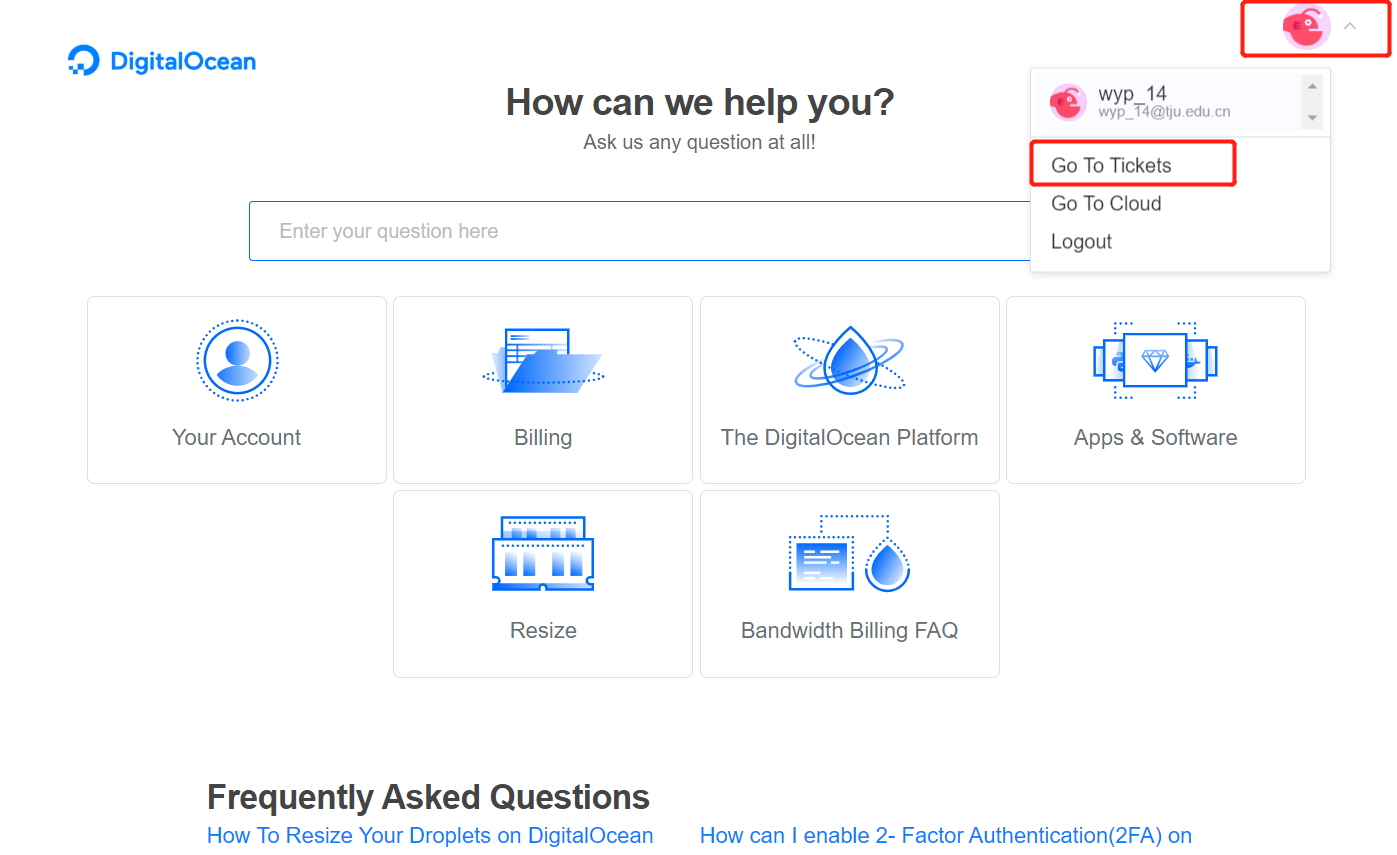 DigitalOcean
How can we help you?
Ask us any question at all!
wyp_14
wyp_14@tju.edu.cn
Go To Tickets
Go To Cloud
Logout
Enter your question here
Your Account
Billing
The DigitalOcean Platform
Apps & Software
Resize
Bandwidth Billing FAQ
Frequently Asked Questions
How To Resize Your Droplets on DigitalOcean
How can I enable 2- Factor Authentication(2FA) on